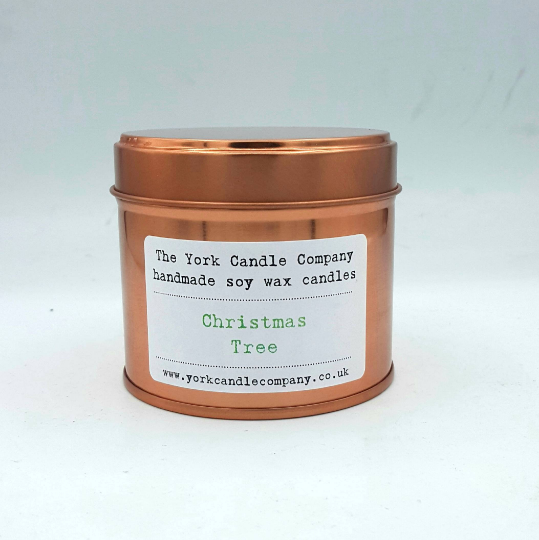 The York Candle Company
handmade soy wax candles
Christmas
Tree
www.yorkcandlecompany.co.uk